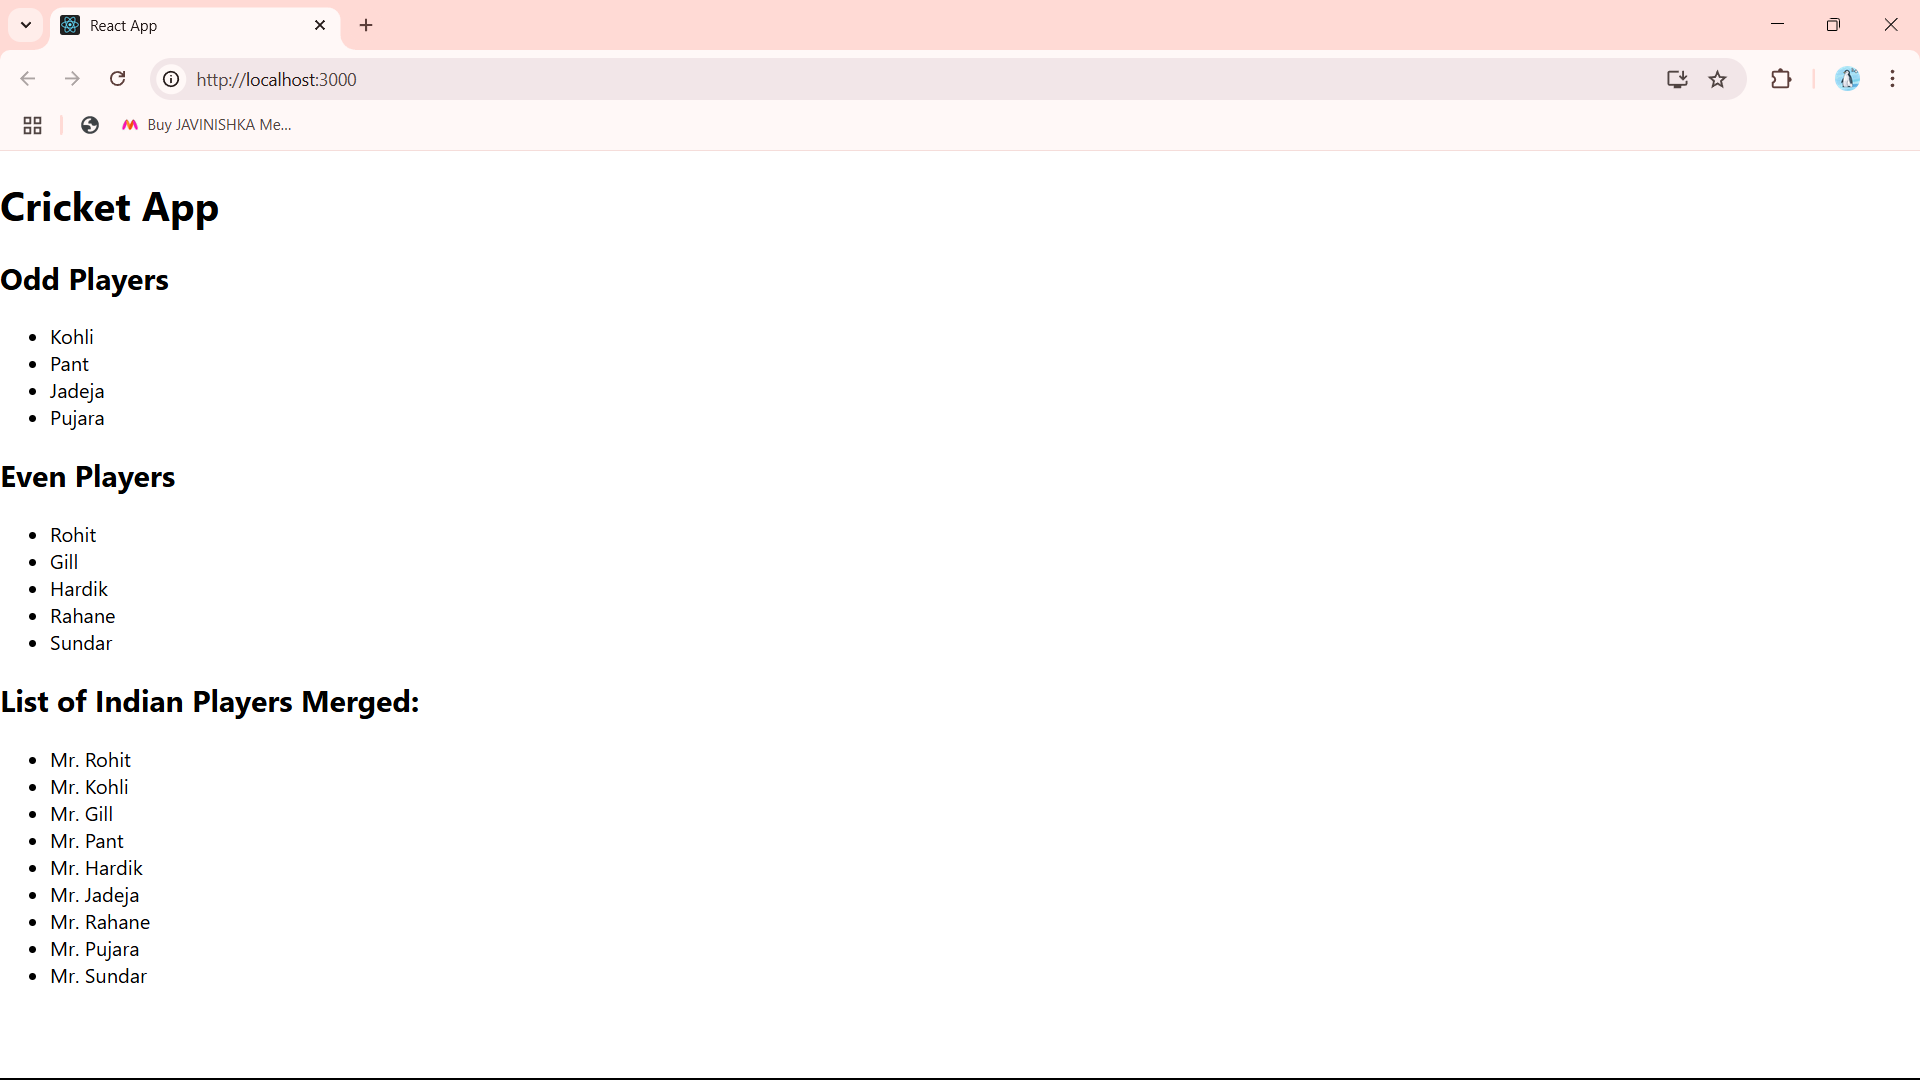 React App
http://localhost:3000
Buy JAVINISHKA Me...
Cricket App
Odd Players
Kohli
Pant
Jadeja
Pujara
Even Players
Rohit
Gill
Hardik
Rahane
Sundar
List of Indian Players Merged:
Mr. Rohit
Mr. Kohli
Mr. Gill
Mr. Pant
Mr. Hardik
Mr. Jadeja
Mr. Rahane
Mr. Pujara
Mr. Sundar